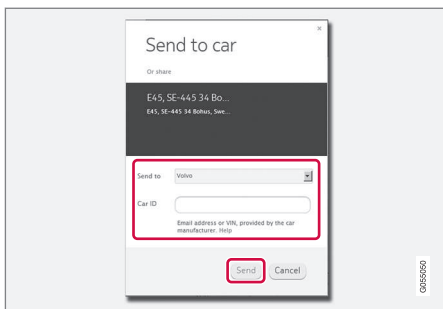 ×
Send to car
Or share
E45, SE-445 34 Bo...
E45, SE-445 34 Bohus, Swe...
Send to Volvo
Car ID
Email address or VIN, provided by the car
manufacturer. Help
Send Cancel
G055050